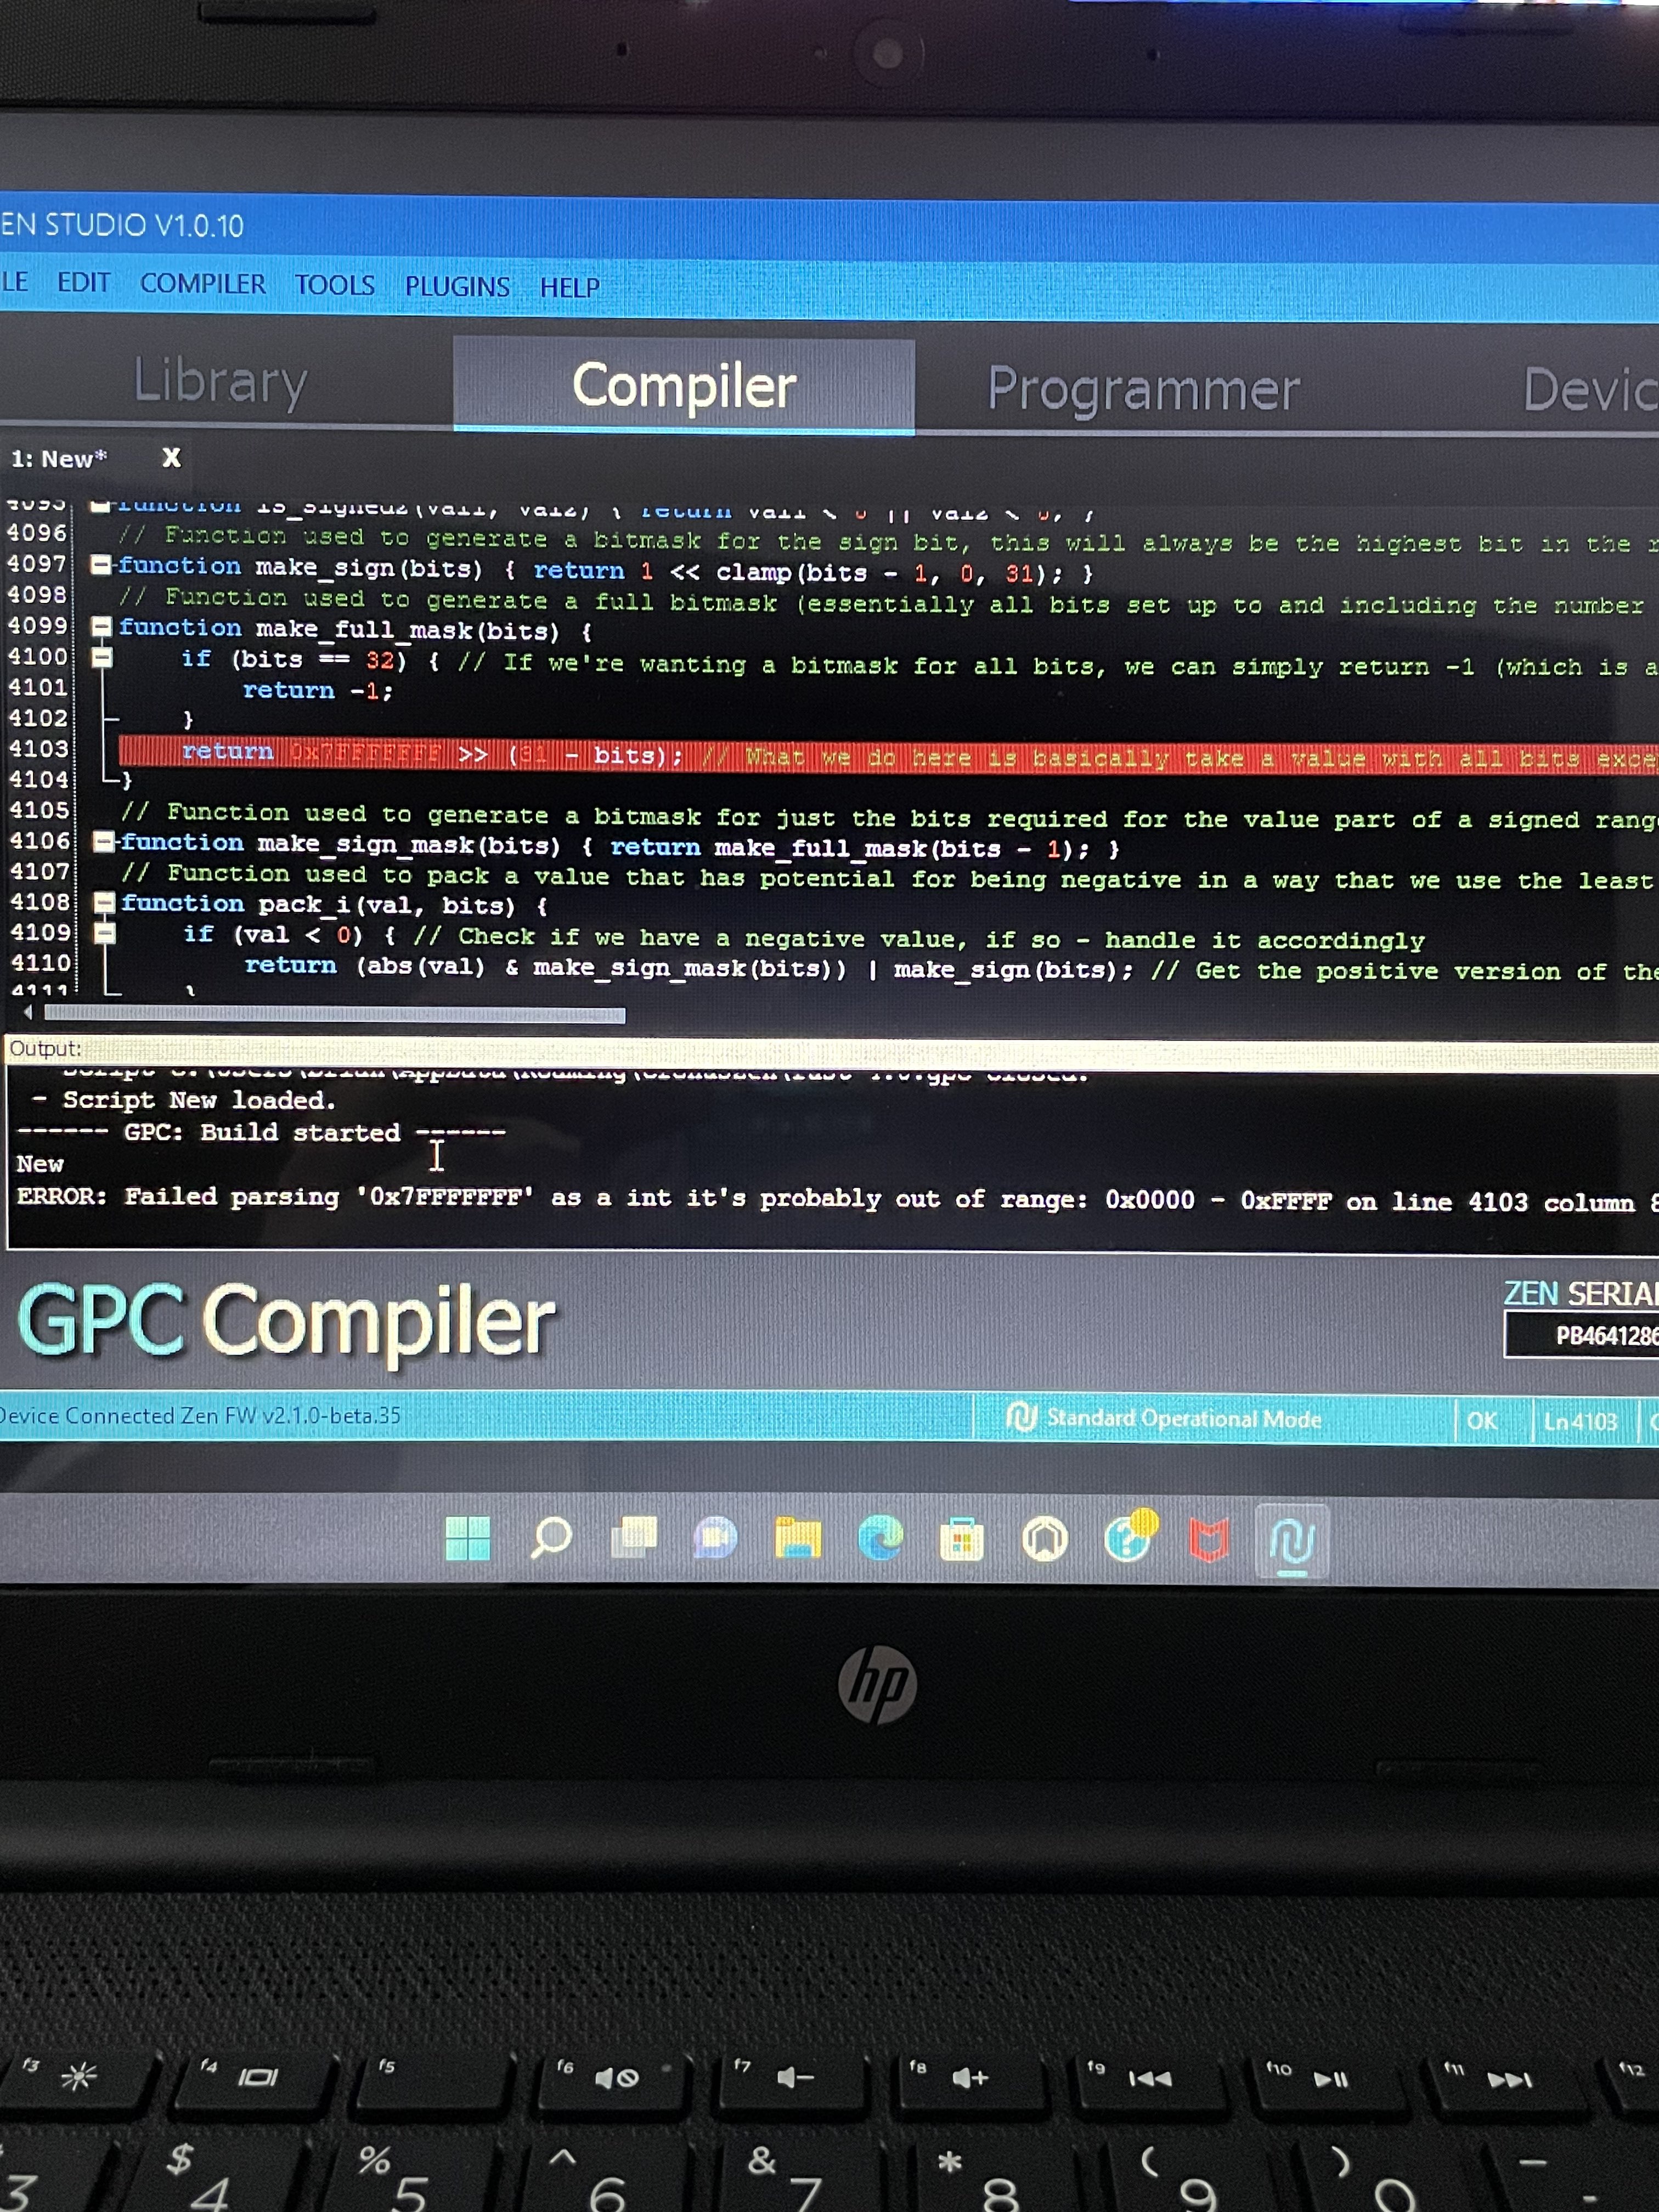 EN STUDIO V1.0.10
LE EDIT COMPILER TOOLS PLUGINS HELP
Library Compiler Programmer Devic
1: New* X
4095 function is_signed2(val1, val2) { return val1 < 0 || val2 < 0; }
4096 // Function used to generate a bitmask for the sign bit, this will always be the highest bit in the r
4097 function make_sign(bits) { return 1 << clamp(bits - 1, 0, 31); }
4098 // Function used to generate a full bitmask (essentially all bits set up to and including the number
4099 function make_full_mask(bits) {
4100 if (bits == 32) { // If we're wanting a bitmask for all bits, we can simply return -1 (which is a
4101 return -1;
4102 }
4103 return 0x7FFFFFFF >> (31 - bits); // What we do here is basically take a value with all bits exce
4104 }
4105 // Function used to generate a bitmask for just the bits required for the value part of a signed rang
4106 function make_sign_mask(bits) { return make_full_mask(bits - 1); }
4107 // Function used to pack a value that has potential for being negative in a way that we use the least
4108 function pack_i(val, bits) {
4109 if (val < 0) { // Check if we have a negative value, if so - handle it accordingly
4110 return (abs(val) & make_sign_mask(bits)) | make_sign(bits); // Get the positive version of the
4111 }
Output:
- Script New loaded.
------ GPC: Build started ------
New
ERROR: Failed parsing '0x7FFFFFFF' as a int it's probably out of range: 0x0000 - 0xFFFF on line 4103 column 8
GPC Compiler
ZEN SERIAL
PB4641286
Device Connected Zen FW v2.1.0-beta.35 Standard Operational Mode OK Ln 4103
hp
f3 f4 f5 f6 f7 f8 f9 f10 f11 f12
$ % ^ & * ( ) –
3 4 5 6 7 8 9 0 -